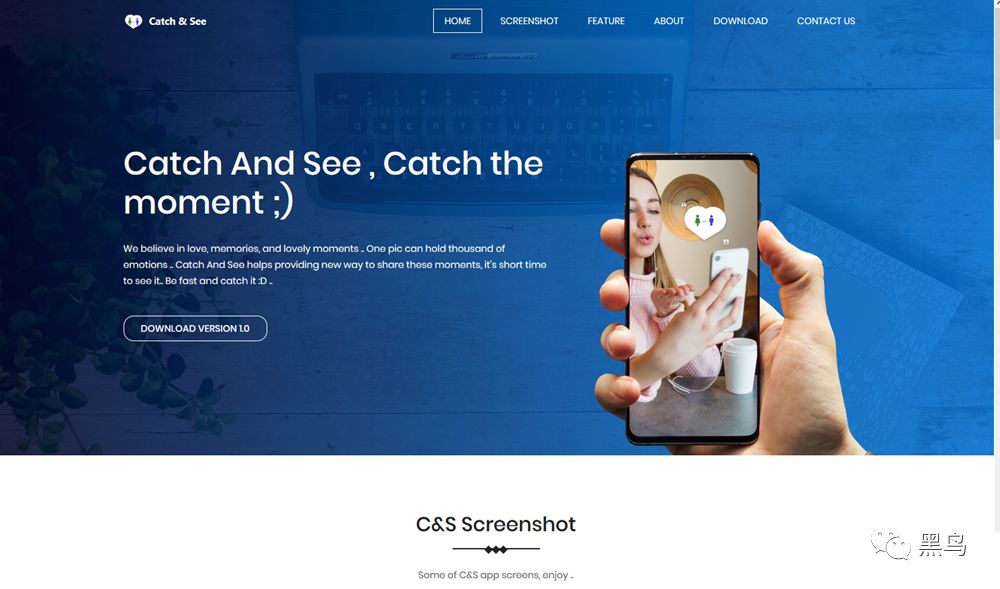 Catch & See
HOME
SCREENSHOT
FEATURE
ABOUT
DOWNLOAD
CONTACT US
Catch And See , Catch the
moment ;)
We believe in love, memories, and lovely moments .. One pic can hold thousand of
emotions .. Catch And See helps providing new way to share these moments, it's short time
to see it.. Be fast and catch it :D ..
DOWNLOAD VERSION 1.0
C&S Screenshot
Some of C&S app screens, enjoy ..
黑鸟